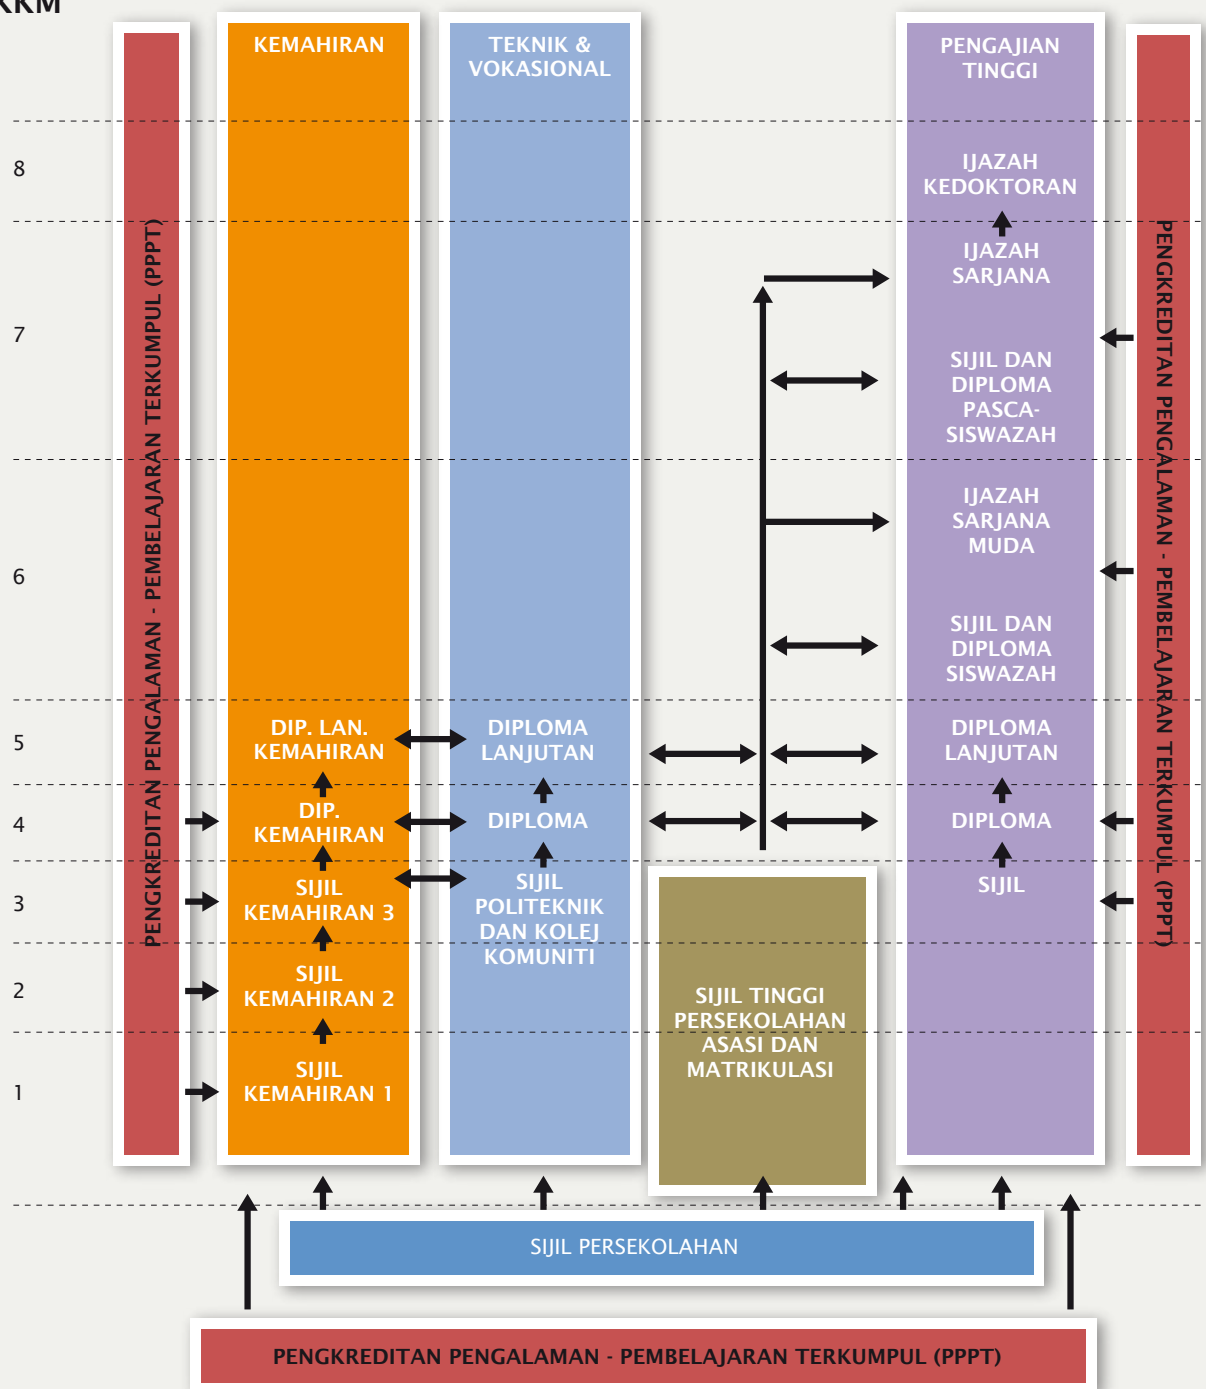 KKM
KEMAHIRAN
TEKNIK &
VOKASIONAL
PENGAJIAN
TINGGI
8
IJAZAH
KEDOKTORAN
7
IJAZAH
SARJANA
SIJIL DAN
DIPLOMA
PASCA-
SISWAZAH
6
IJAZAH
SARJANA
MUDA
SIJIL DAN
DIPLOMA
SISWAZAH
5
DIP. LAN.
KEMAHIRAN
DIPLOMA
LANJUTAN
DIPLOMA
LANJUTAN
4
DIP.
KEMAHIRAN
DIPLOMA
DIPLOMA
3
SIJIL
KEMAHIRAN 3
SIJIL
POLITEKNIK
DAN KOLEJ
KOMUNITI
SIJIL
2
SIJIL
KEMAHIRAN 2
SIJIL TINGGI
PERSEKOLAHAN
ASASI DAN
MATRIKULASI
1
SIJIL
KEMAHIRAN 1
PENGKREDITAN PENGALAMAN - PEMBELAJARAN TERKUMPUL (PPPT)
PENGKREDITAN PENGALAMAN - PEMBELAJARAN TERKUMPUL (PPPT)
SIJIL PERSEKOLAHAN
PENGKREDITAN PENGALAMAN - PEMBELAJARAN TERKUMPUL (PPPT)